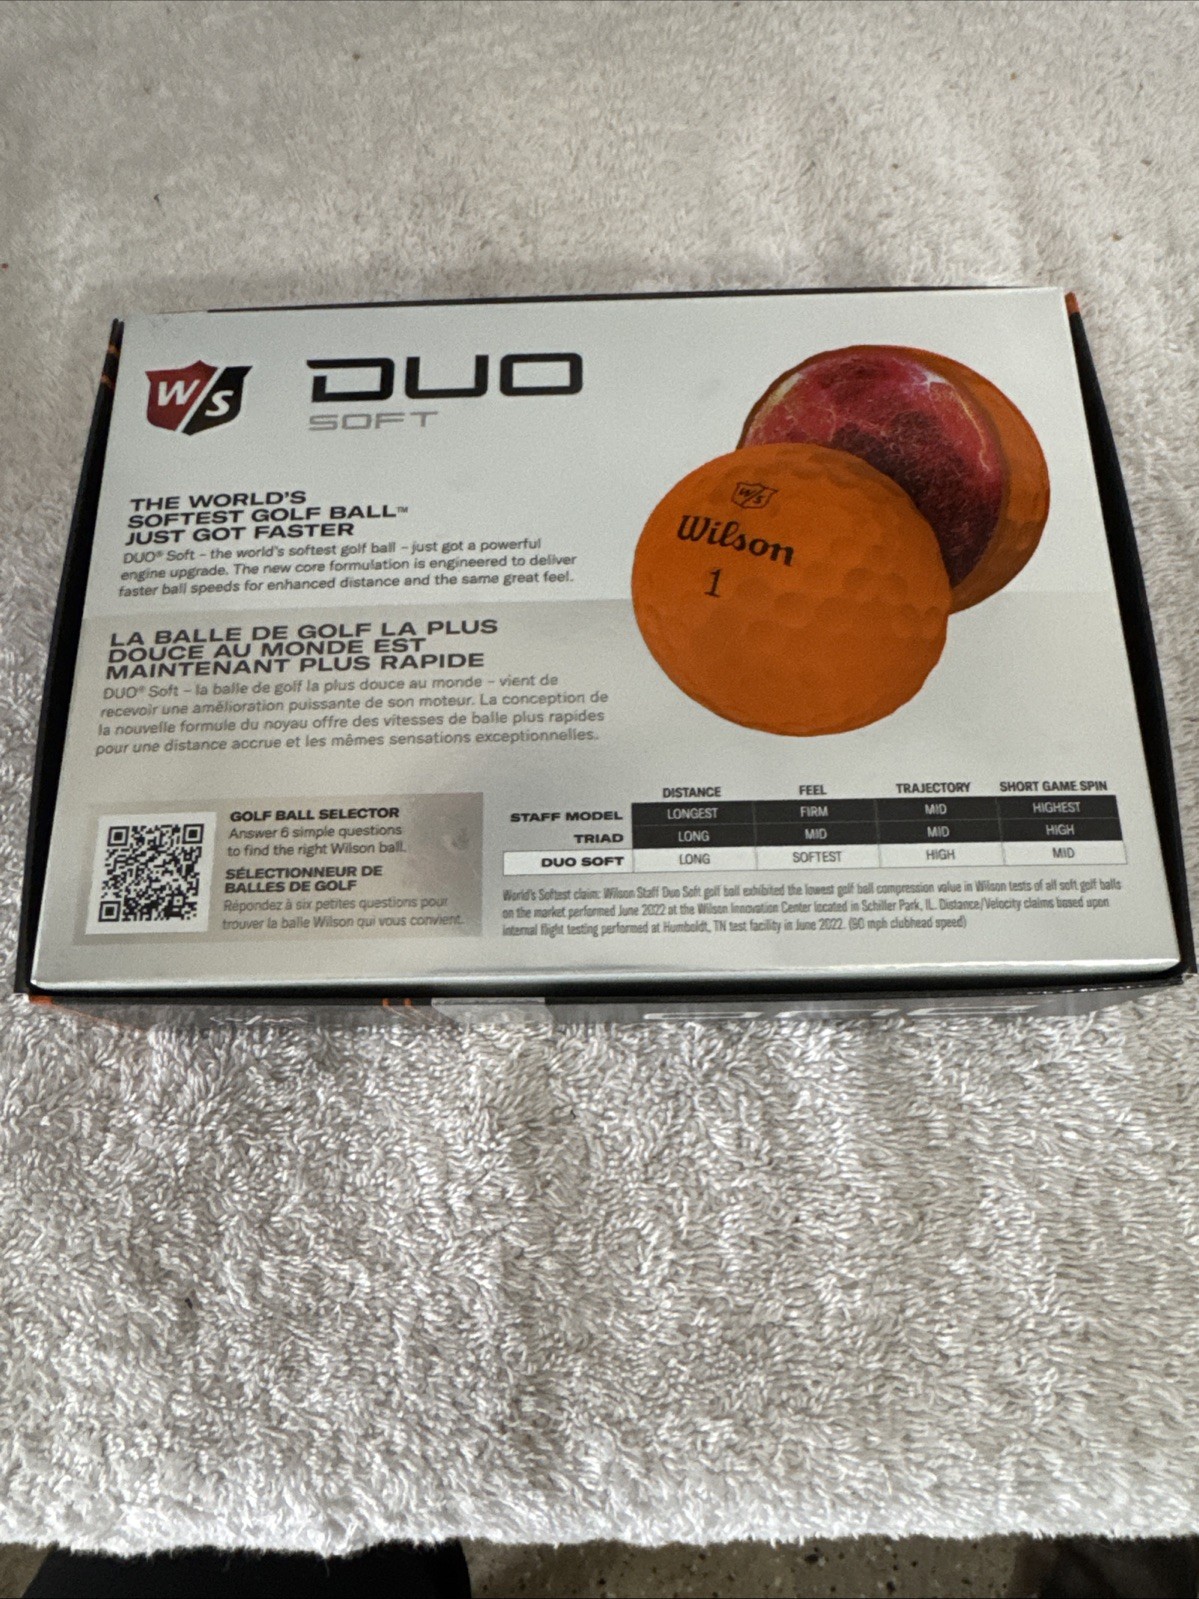 W/S
DUO
SOFT
THE WORLD'S
SOFTEST GOLF BALL™
JUST GOT FASTER
DUO® Soft – the world's softest golf ball – just got a powerful
engine upgrade. The new core formulation is engineered to deliver
faster ball speeds for enhanced distance and the same great feel.
LA BALLE DE GOLF LA PLUS
DOUCE AU MONDE EST
MAINTENANT PLUS RAPIDE
DUO® Soft – la balle de golf la plus douce au monde – vient de
recevoir une amélioration puissante de son moteur. La conception de
la nouvelle formule du noyau offre des vitesses de balle plus rapides
pour une distance accrue et les mêmes sensations exceptionnelles.
W/S
Wilson
1
GOLF BALL SELECTOR
Answer 6 simple questions
to find the right Wilson ball.
SÉLECTIONNEUR DE
BALLES DE GOLF
Répondez à six petites questions pour
trouver la balle Wilson qui vous convient.
DISTANCE FEEL TRAJECTORY SHORT GAME SPIN
STAFF MODEL LONGEST FIRM MID HIGHEST
TRIAD LONG MID MID HIGH
DUO SOFT LONG SOFTEST HIGH MID
World's Softest claim: Wilson Staff Duo Soft golf ball exhibited the lowest golf ball compression value in Wilson tests of all soft golf balls
on the market performed June 2022 at the Wilson Innovation Center located in Schiller Park, IL. Distance/Velocity claims based upon
internal flight testing performed at Humboldt, TN test facility in June 2022. (90 mph clubhead speed)